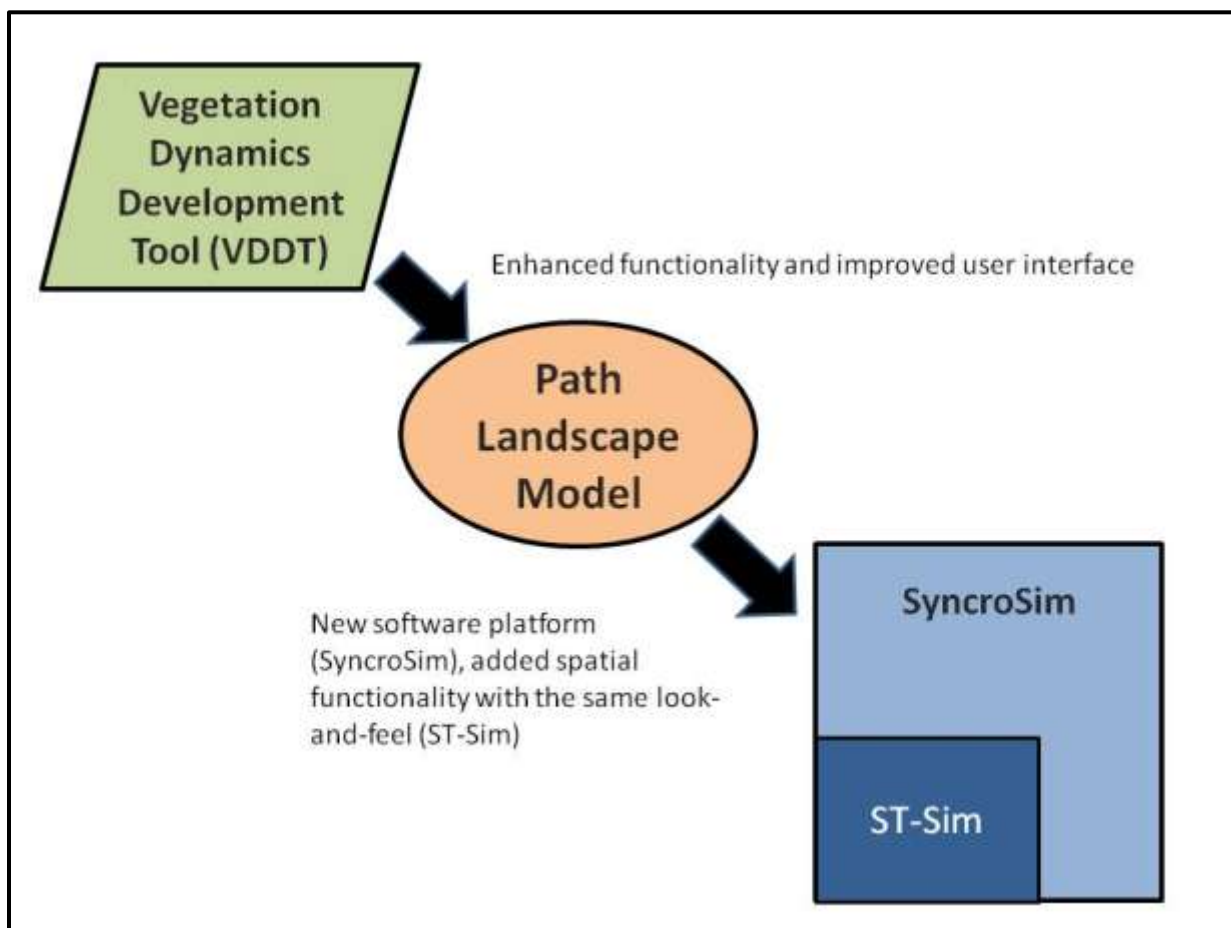 Vegetation
Dynamics
Development
Tool (VDDT)
Enhanced functionality and improved user interface
Path
Landscape
Model
New software platform
(SyncroSim), added spatial
functionality with the same look-
and-feel (ST-Sim)
SyncroSim
ST-Sim